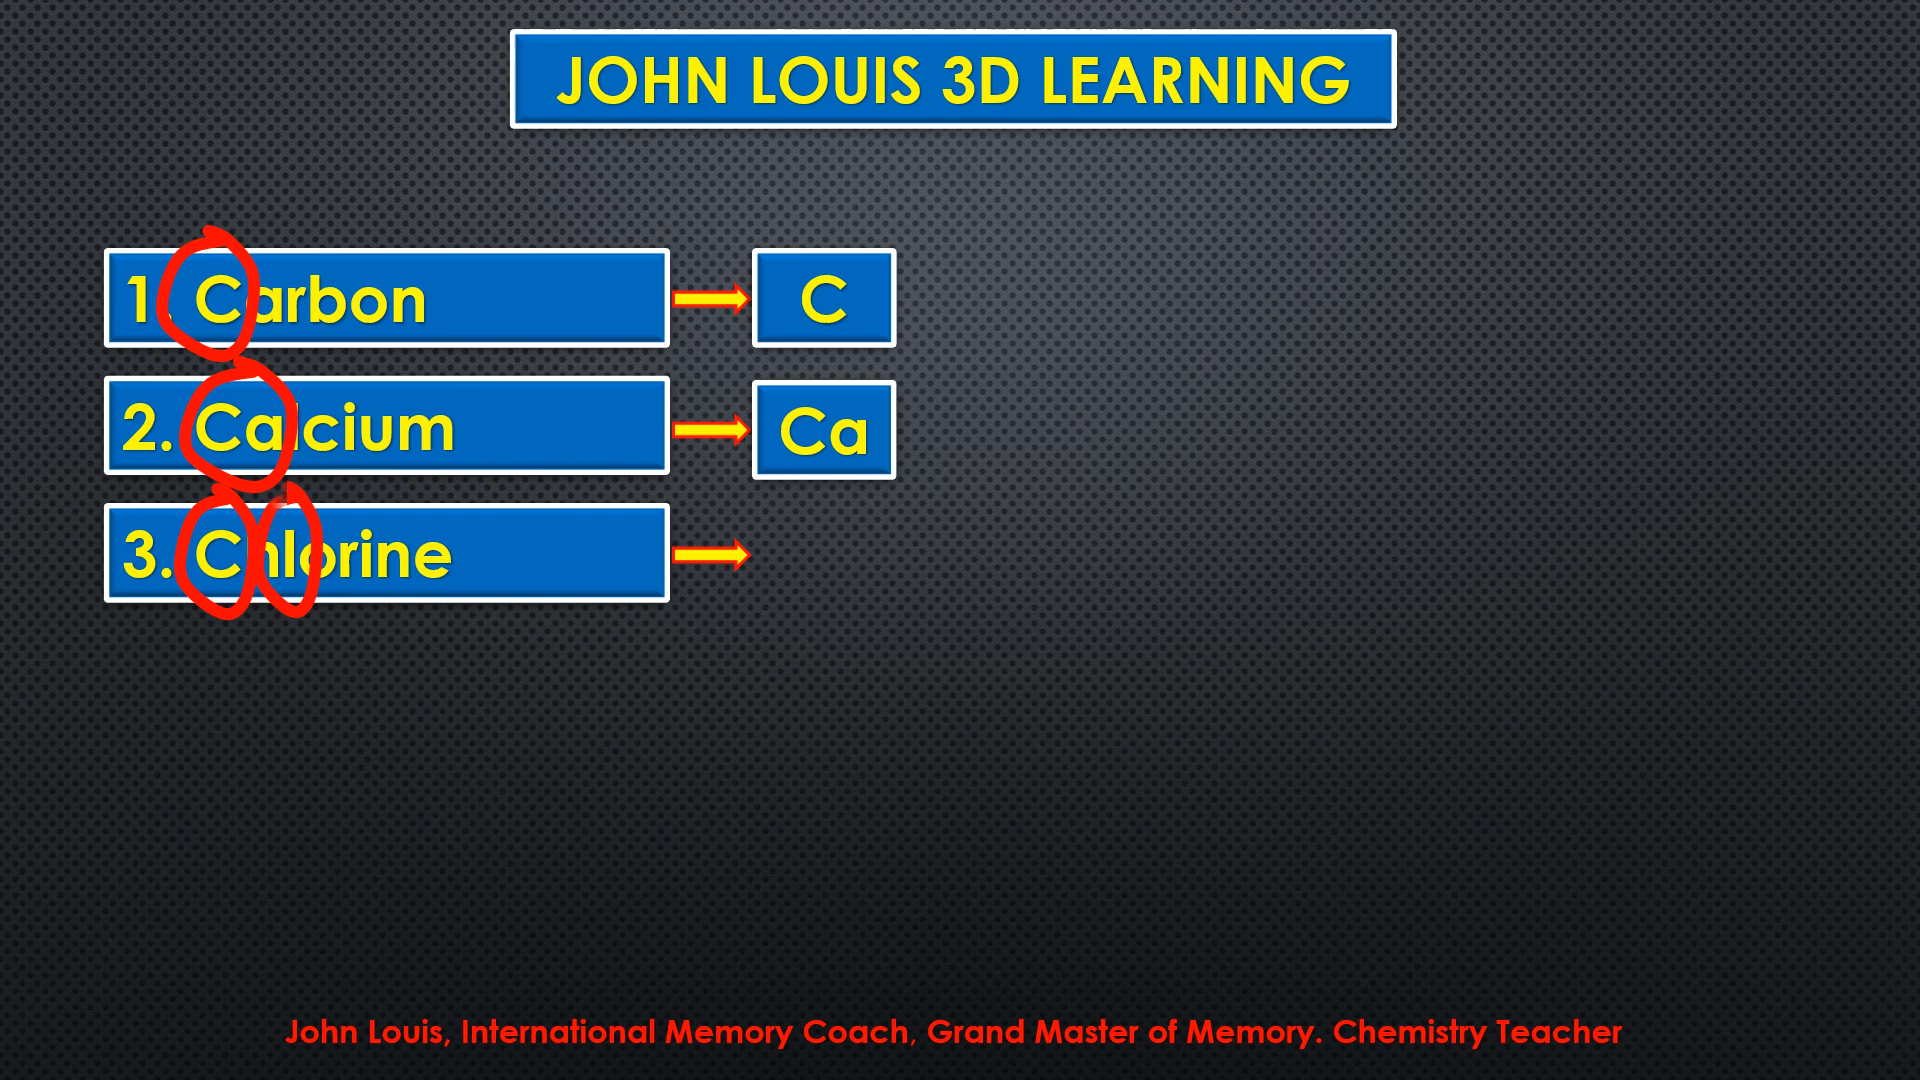 JOHN LOUIS 3D LEARNING
1. Carbon
C
2. Calcium
Ca
3. Chlorine
John Louis, International Memory Coach, Grand Master of Memory. Chemistry Teacher